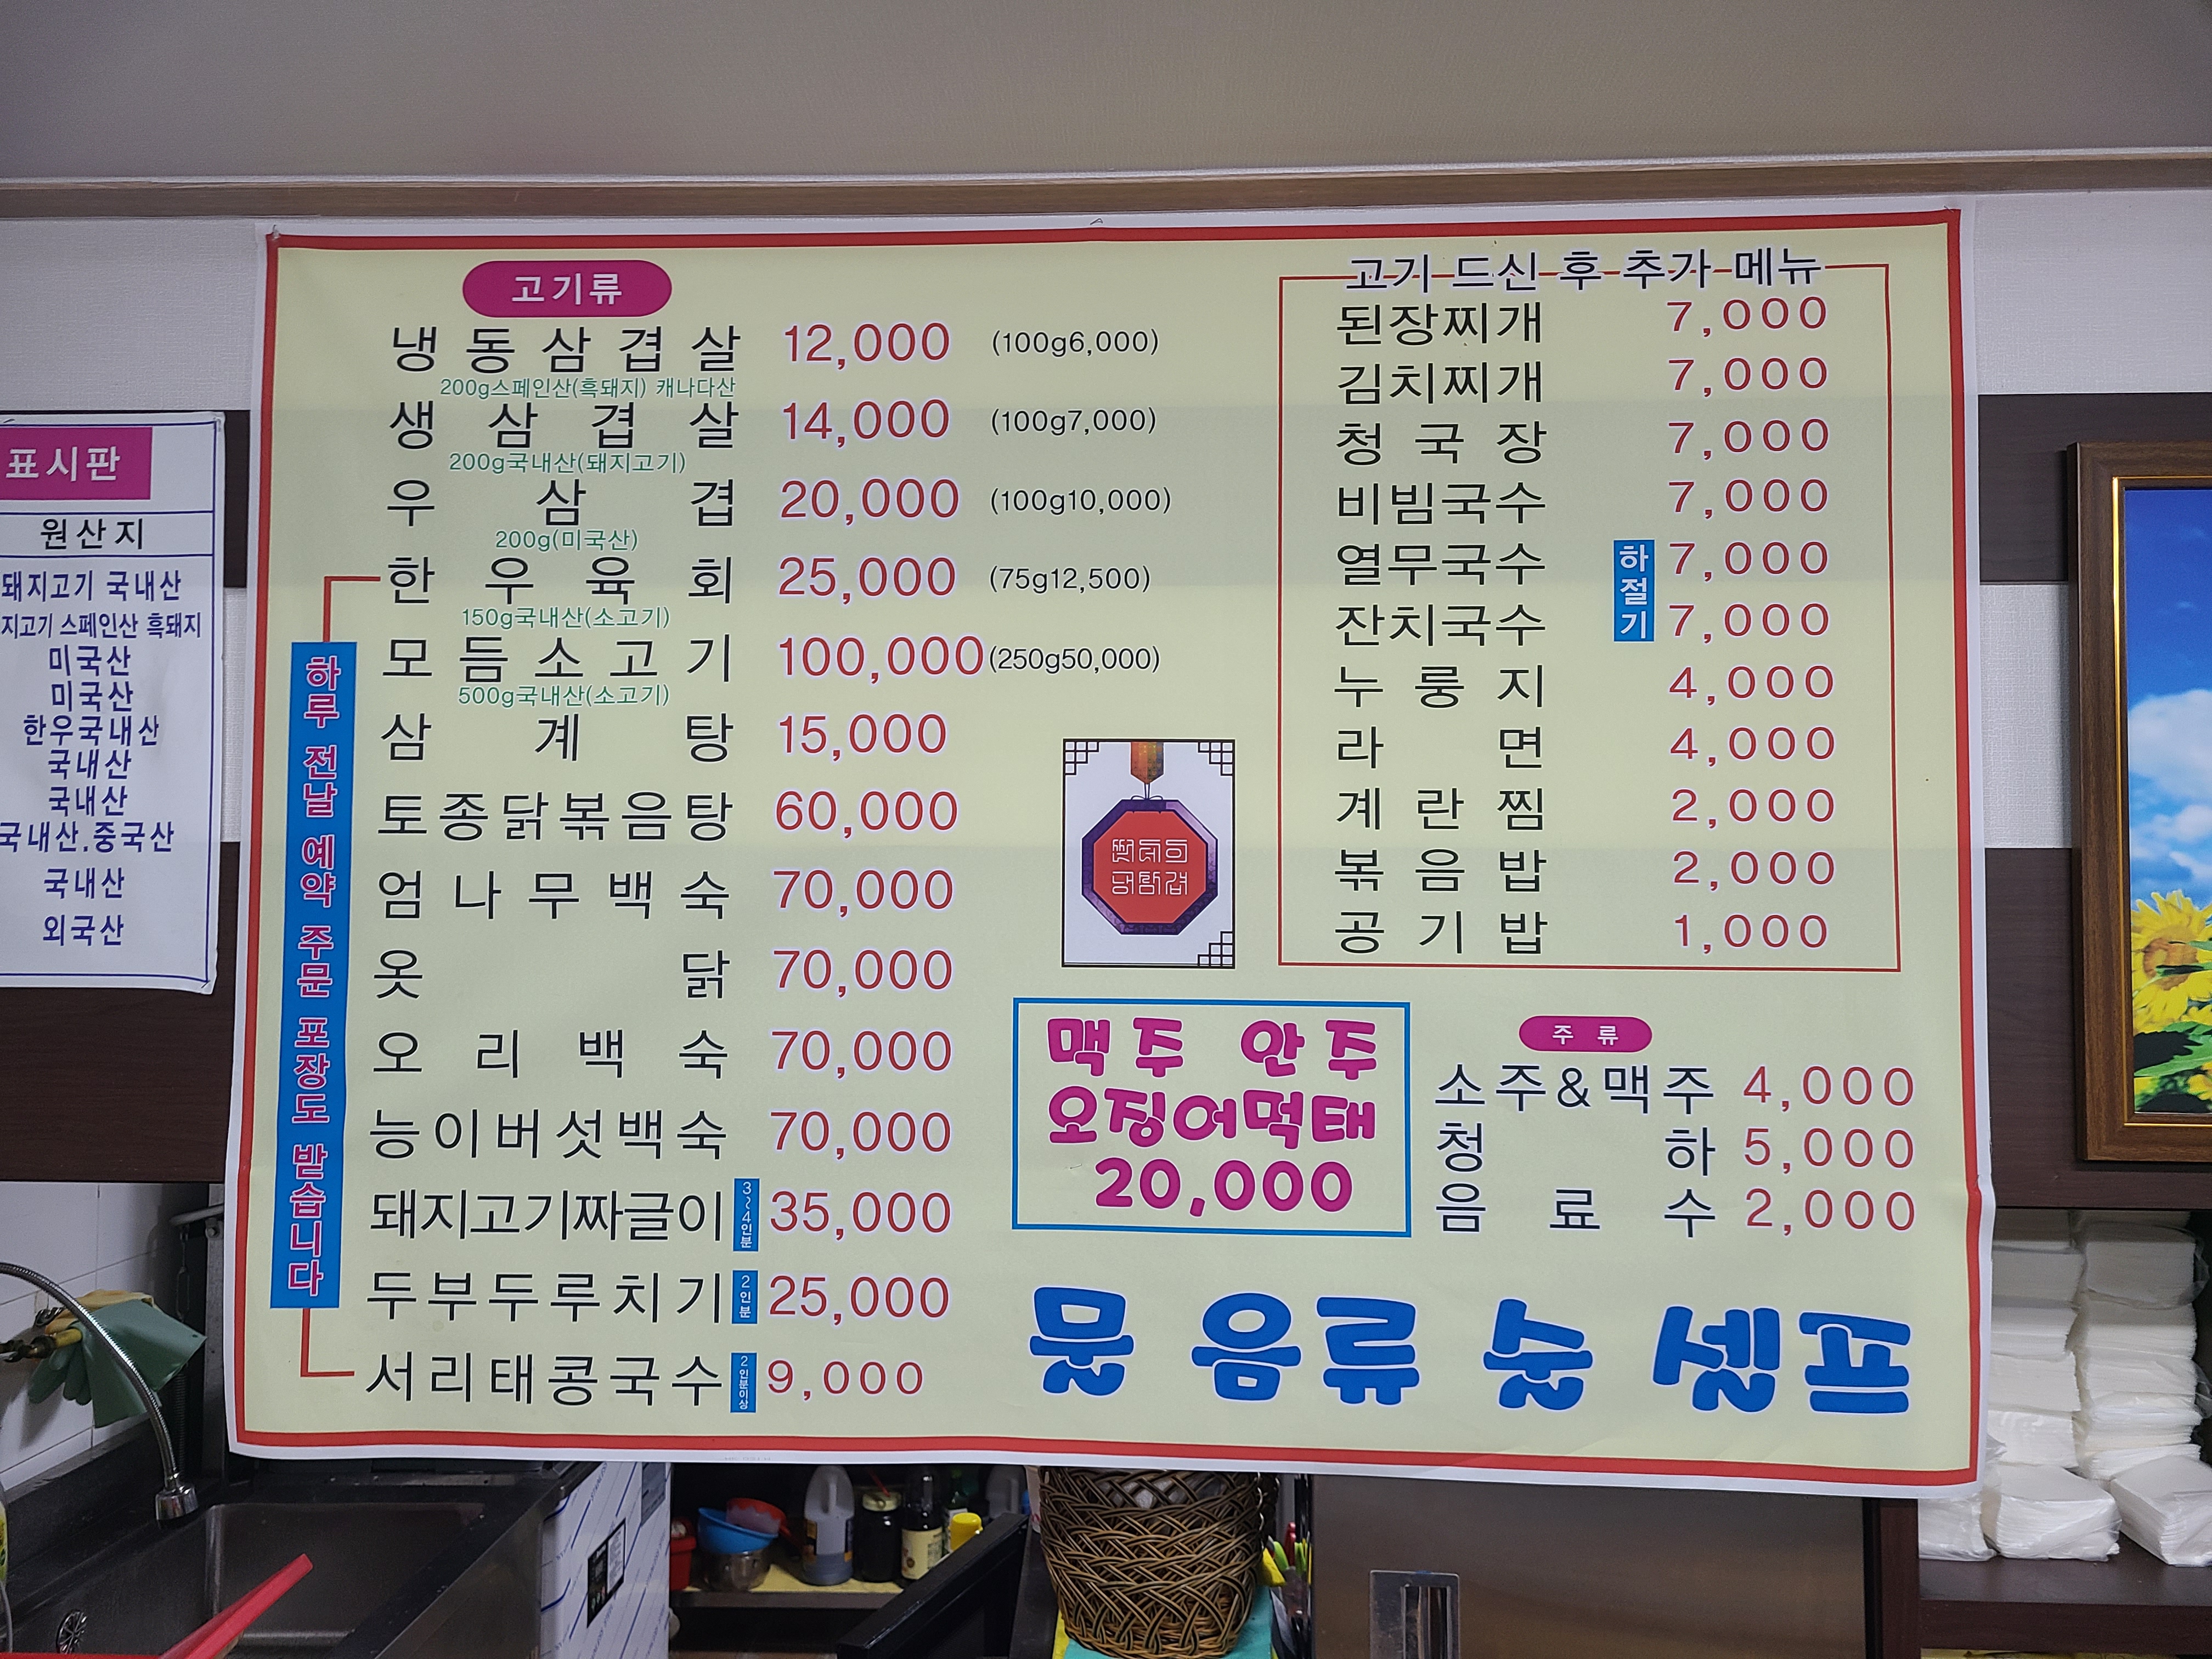 표시판
원산지
돼지고기 국내산
지고기 스페인산 흑돼지
미국산
미국산
한우국내산
국내산
국내산
국내산.중국산
국내산
외국산
고기류
냉동삼겹살 12,000 (100g6,000)
200g스페인산(흑돼지) 캐나다산
생삼겹살 14,000 (100g7,000)
200g국내산(돼지고기)
우삼겹 20,000 (100g10,000)
200g(미국산)
한우육회 25,000 (75g12,500)
150g국내산(소고기)
모듬소고기 100,000 (250g50,000)
500g국내산(소고기)
삼계탕 15,000
토종닭볶음탕 60,000
엄나무백숙 70,000
옷닭 70,000
오리백숙 70,000
능이버섯백숙 70,000
돼지고기짜글이 3~4인분 35,000
두부두루치기 2인분 25,000
서리태콩국수 2인분이상 9,000
하루 전날 예약 주문 포장도 받습니다
고기 드신 후 추가 메뉴
된장찌개 7,000
김치찌개 7,000
청국장 7,000
비빔국수 7,000
열무국수 7,000
잔치국수 7,000
하절기
누룽지 4,000
라면 4,000
계란찜 2,000
볶음밥 2,000
공기밥 1,000
맥주 안주
오징어먹태
20,000
주류
소주&맥주 4,000
청하 5,000
음료수 2,000
물 음류수 셀프